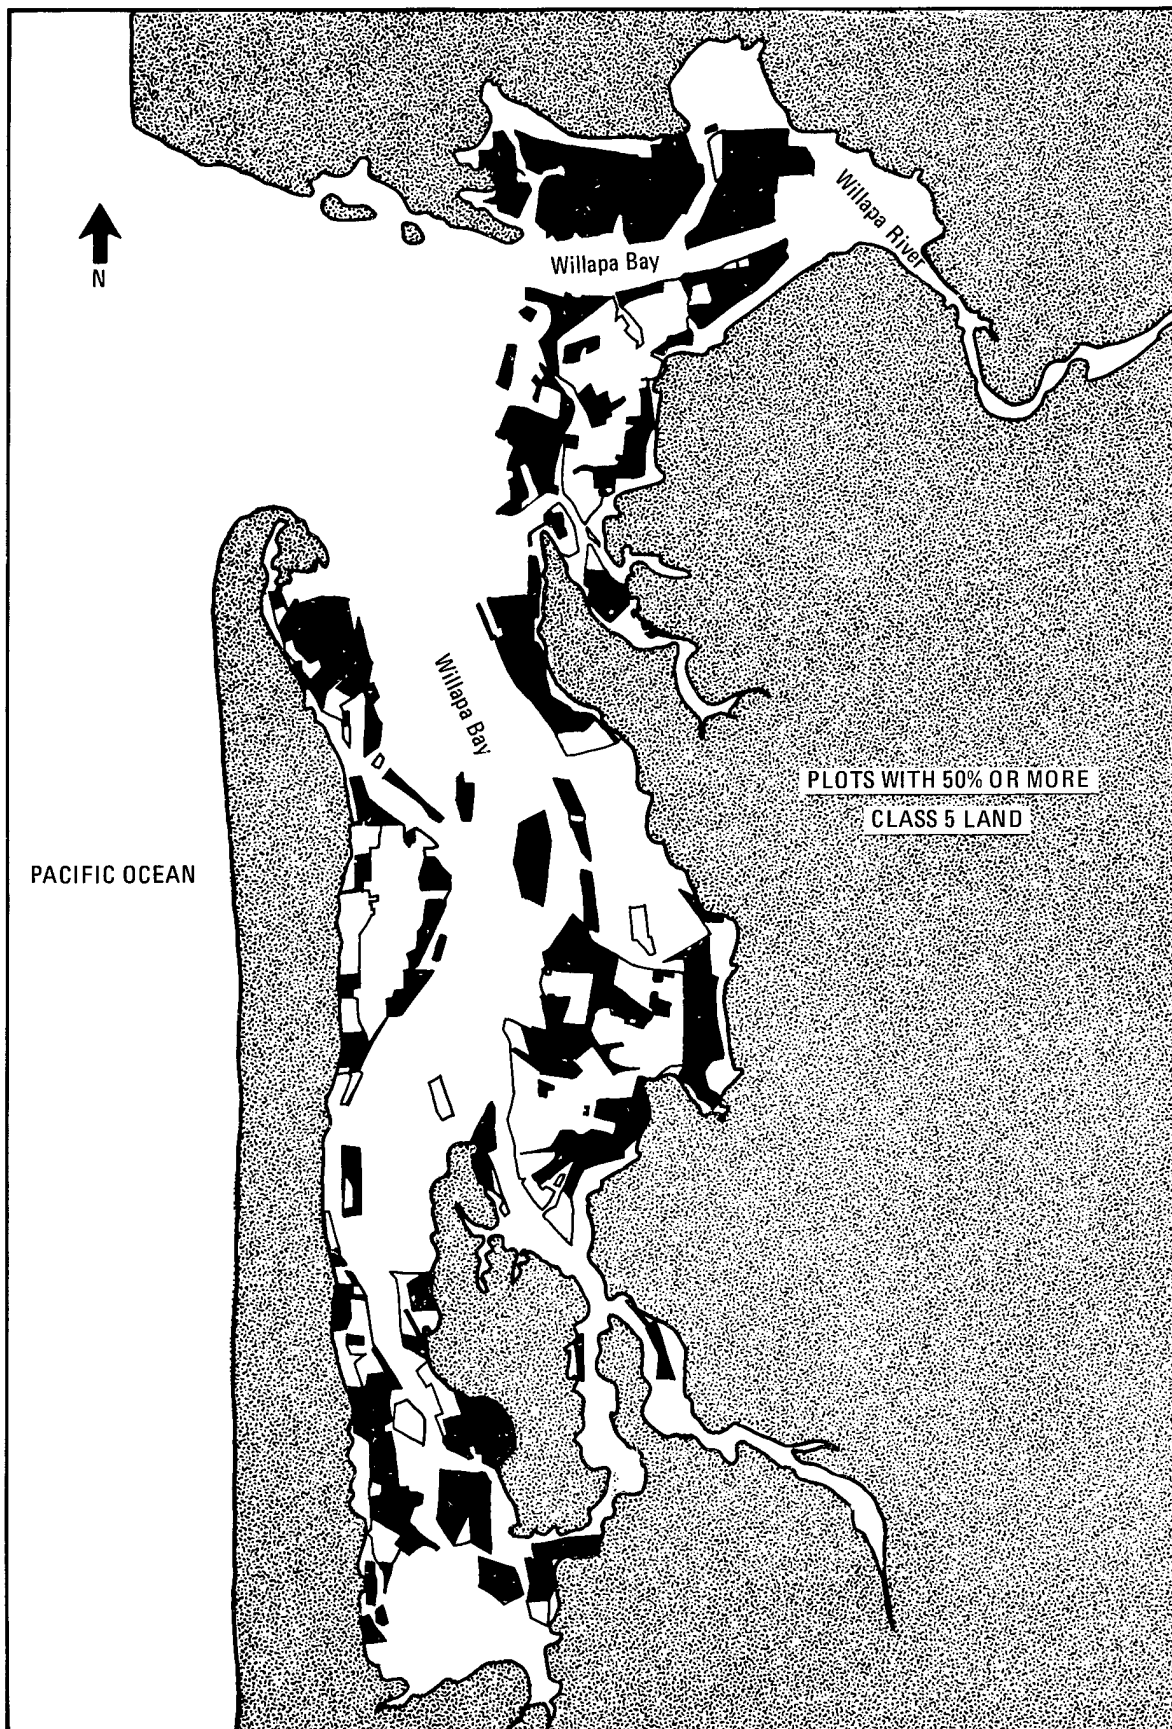 Willapa River
Willapa Bay
N
Willapa Bay
PLOTS WITH 50% OR MORE
CLASS 5 LAND
PACIFIC OCEAN